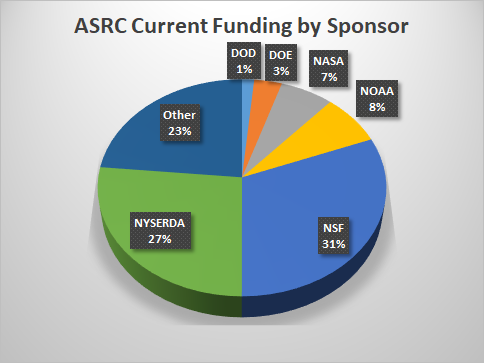 ASRC Current Funding by Sponsor
DOD
1%
DOE
3%
NASA
7%
NOAA
8%
NSF
31%
NYSERDA
27%
Other
23%